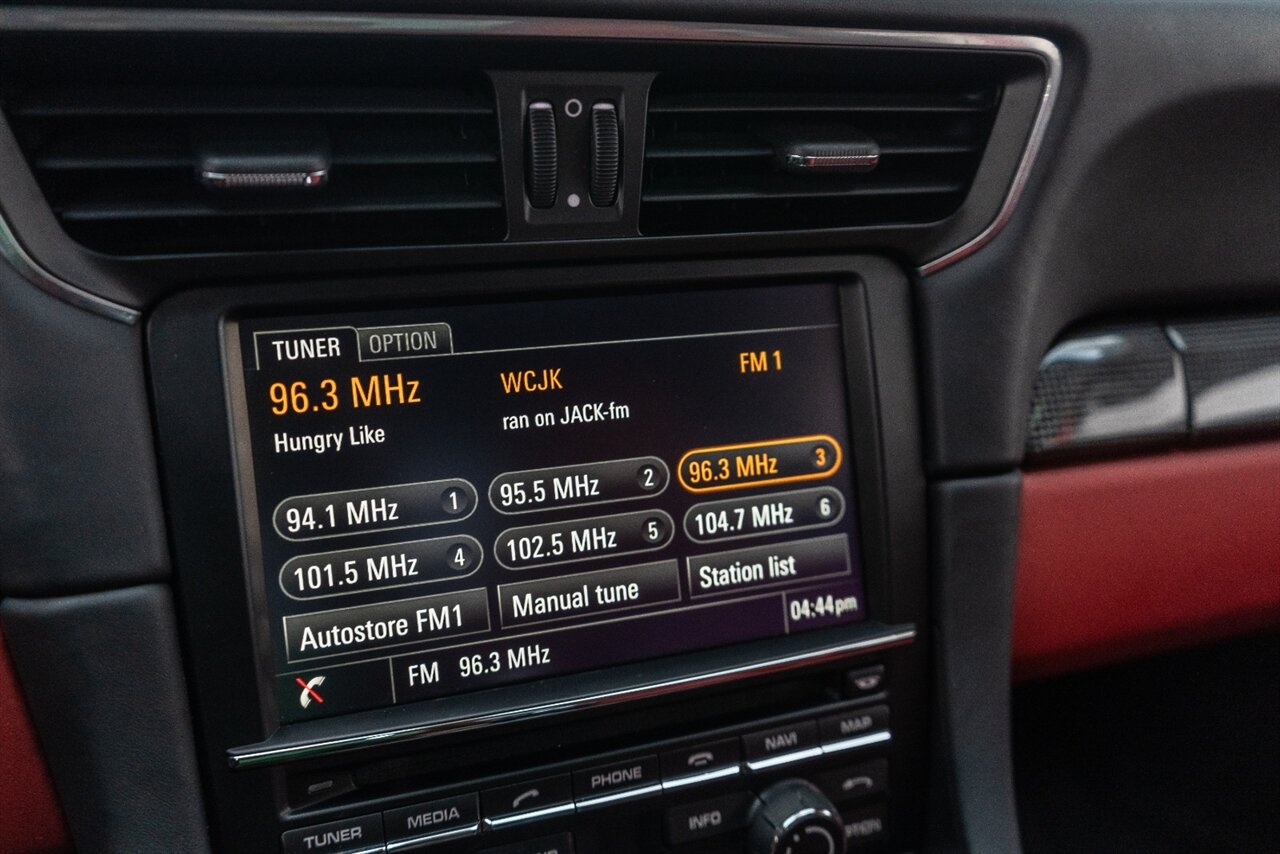 TUNER OPTION
96.3 MHz WCJK FM 1
Hungry Like ran on JACK-fm
94.1 MHz 1 95.5 MHz 2 96.3 MHz 3
101.5 MHz 4 102.5 MHz 5 104.7 MHz 6
Autostore FM1 Manual tune Station list
FM 96.3 MHz 04:44pm
TUNER MEDIA PHONE NAVI MAP
INFO